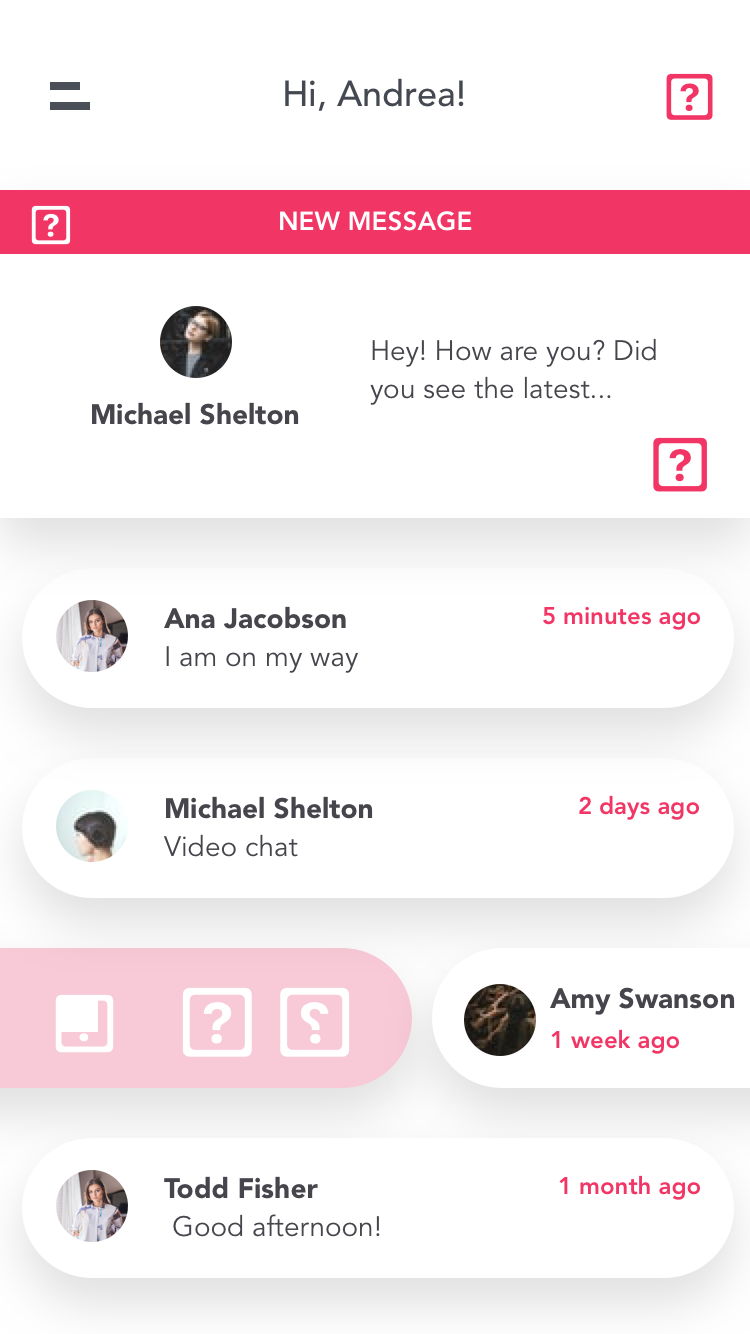 Hi, Andrea!
NEW MESSAGE
Hey! How are you? Did
you see the latest...
Michael Shelton
Ana Jacobson
5 minutes ago
I am on my way
Michael Shelton
2 days ago
Video chat
Amy Swanson
1 week ago
Todd Fisher
1 month ago
Good afternoon!